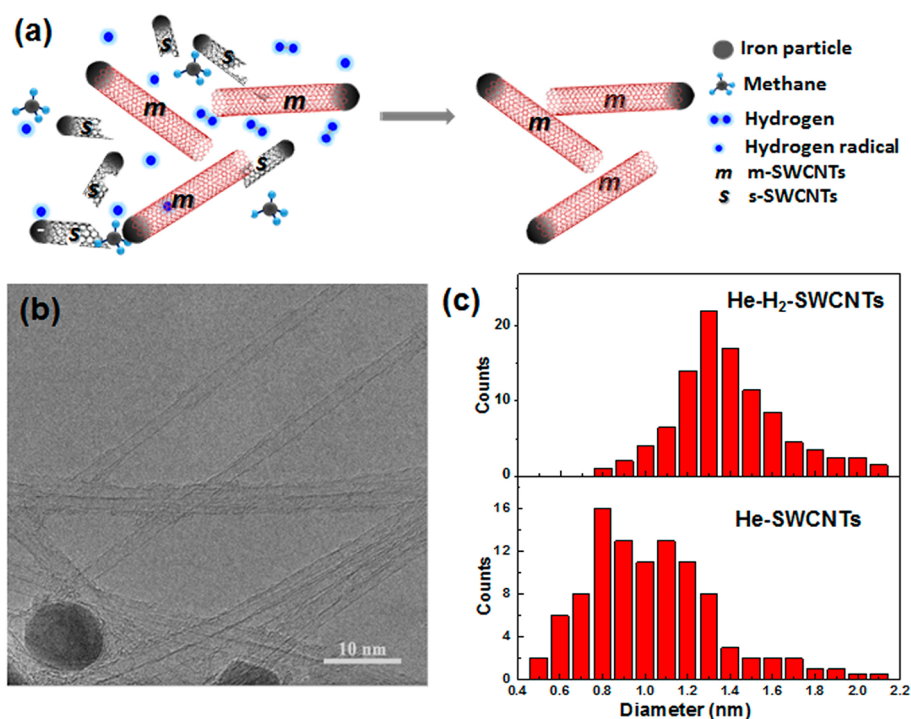 (a)
s
s
m
m
s
s
s
m
s
m
m
m
Iron particle
Methane
Hydrogen
Hydrogen radical
m m-SWCNTs
s s-SWCNTs
(b)
10 nm
(c)
He-H₂-SWCNTs
Counts
20
10
0
He-SWCNTs
Counts
16
12
8
4
0
0.4 0.6 0.8 1.0 1.2 1.4 1.6 1.8 2.0 2.2
Diameter (nm)